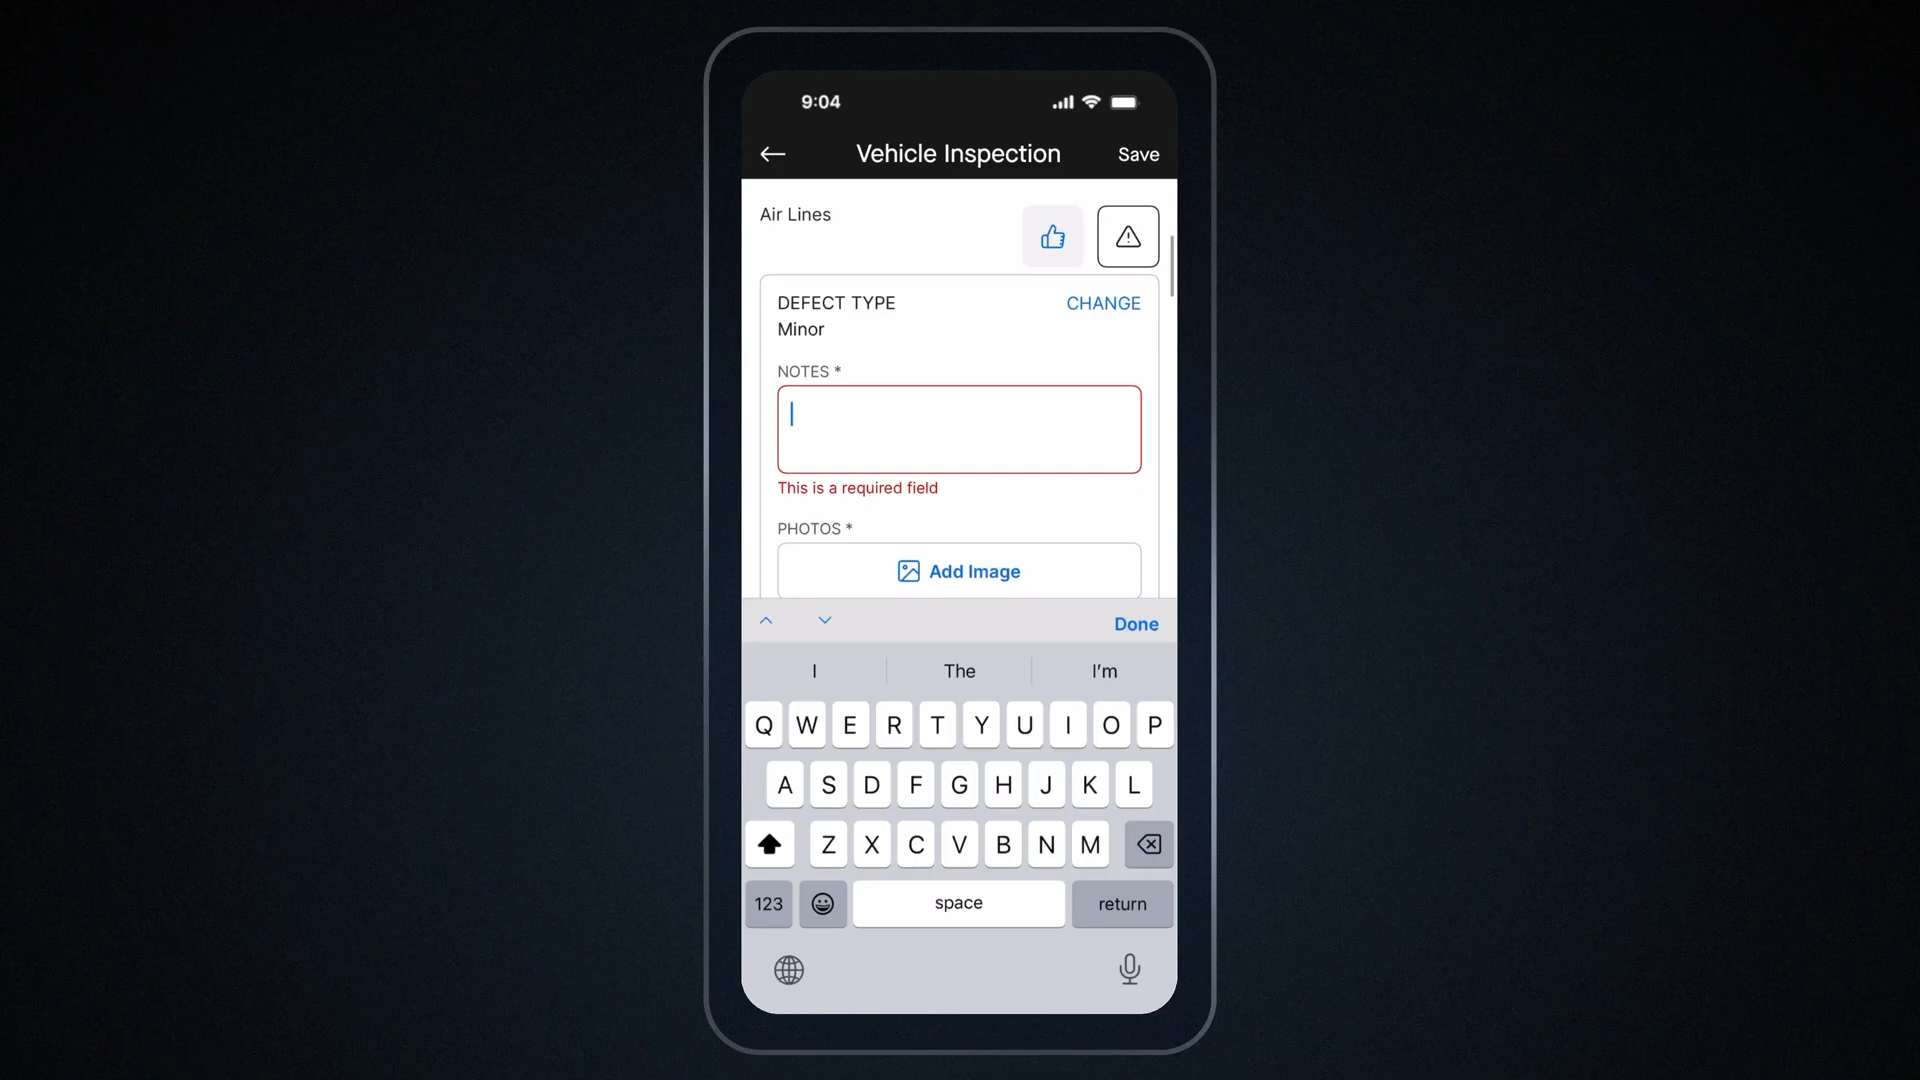 9:04
Vehicle Inspection
Save
Air Lines
DEFECT TYPE
CHANGE
Minor
NOTES *
This is a required field
PHOTOS *
Add Image
Done
I
The
I'm
Q W E R T Y U I O P
A S D F G H J K L
Z X C V B N M
123
space
return